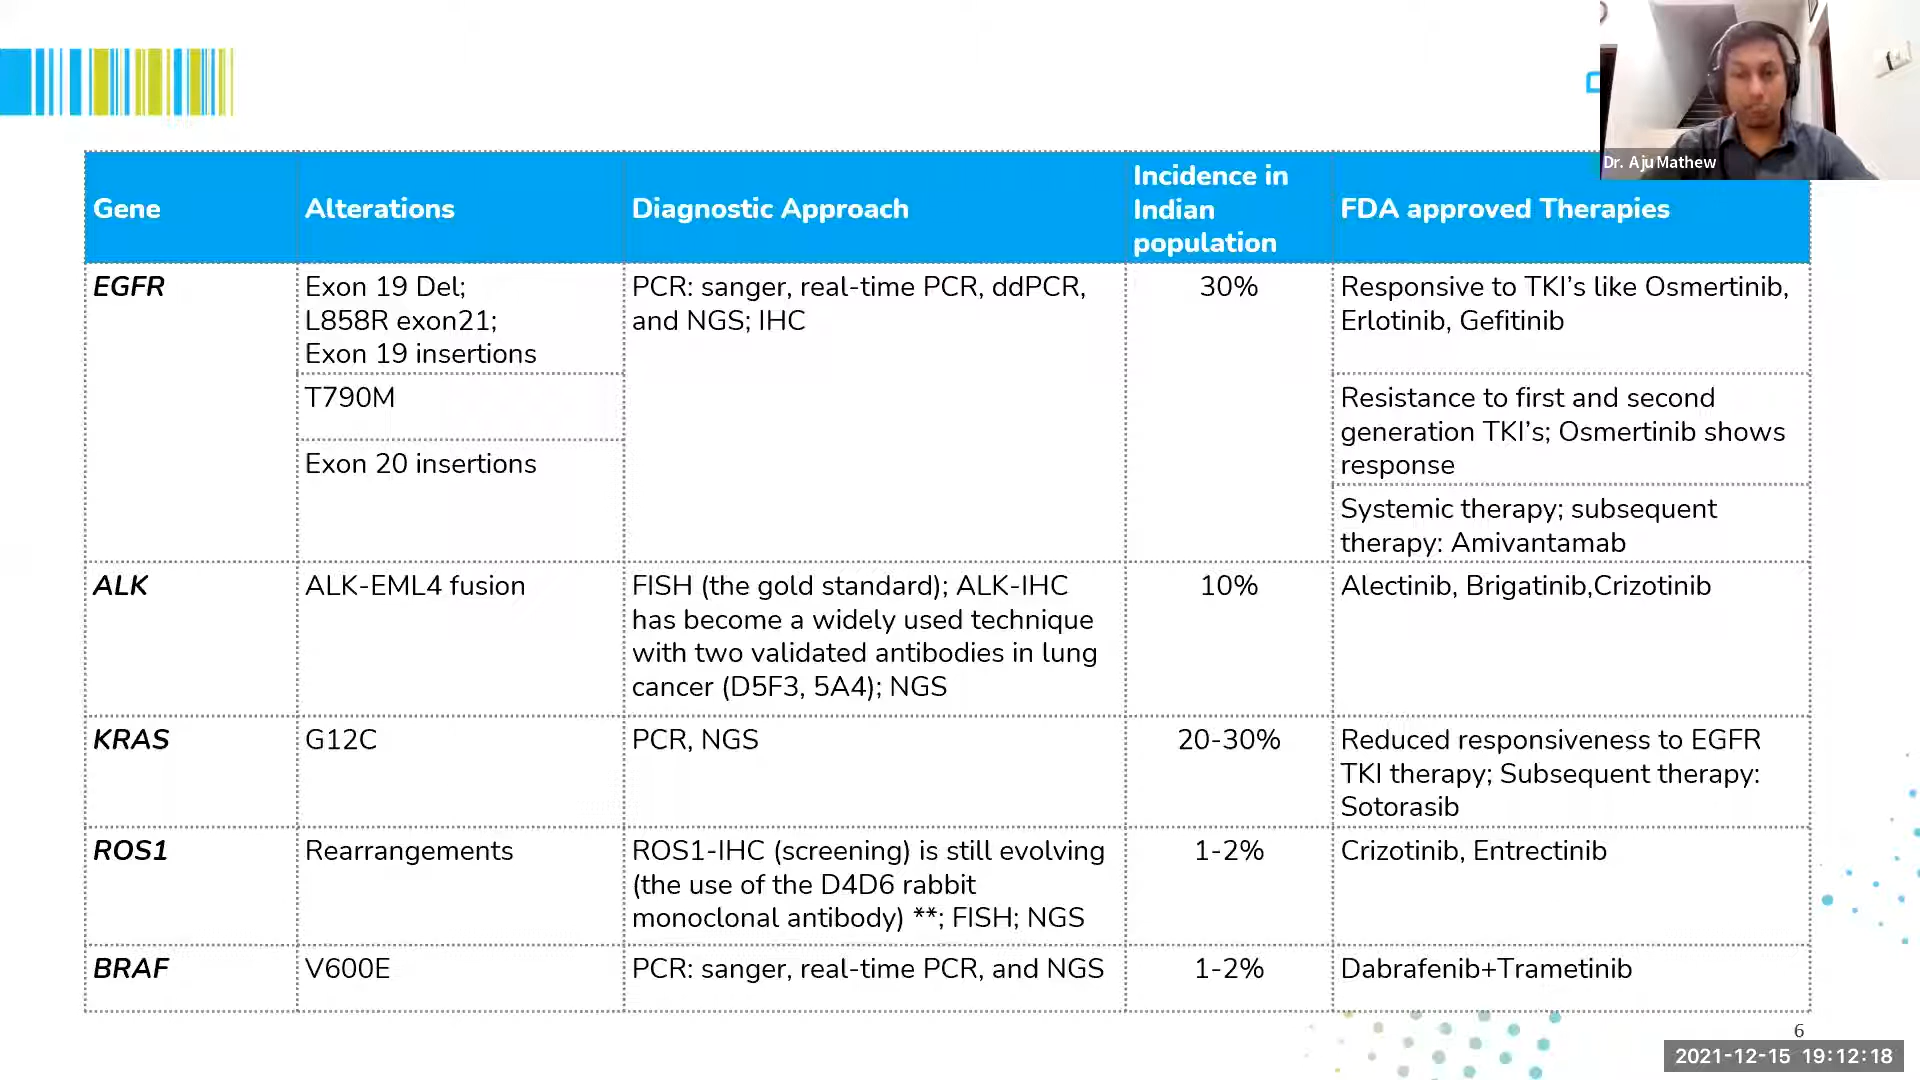 Dr. Aju Mathew
Gene
Alterations
Diagnostic Approach
Incidence in
Indian
population
FDA approved Therapies
EGFR
Exon 19 Del;
L858R exon21;
Exon 19 insertions
PCR: sanger, real-time PCR, ddPCR,
and NGS; IHC
30%
Responsive to TKI’s like Osmertinib,
Erlotinib, Gefitinib
T790M
Resistance to first and second
generation TKI’s; Osmertinib shows
response
Exon 20 insertions
Systemic therapy; subsequent
therapy: Amivantamab
ALK
ALK-EML4 fusion
FISH (the gold standard); ALK-IHC
has become a widely used technique
with two validated antibodies in lung
cancer (D5F3, 5A4); NGS
10%
Alectinib, Brigatinib,Crizotinib
KRAS
G12C
PCR, NGS
20-30%
Reduced responsiveness to EGFR
TKI therapy; Subsequent therapy:
Sotorasib
ROS1
Rearrangements
ROS1-IHC (screening) is still evolving
(the use of the D4D6 rabbit
monoclonal antibody) **; FISH; NGS
1-2%
Crizotinib, Entrectinib
BRAF
V600E
PCR: sanger, real-time PCR, and NGS
1-2%
Dabrafenib+Trametinib
6
2021-12-15 19:12:18